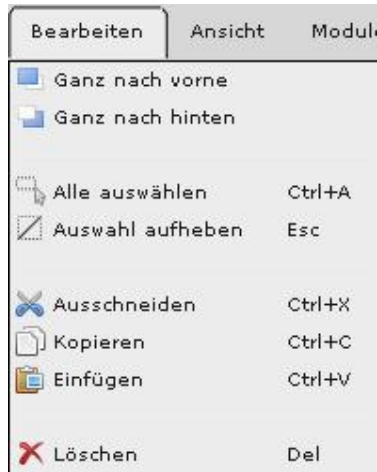 Bearbeiten Ansicht Module
Ganz nach vorne
Ganz nach hinten
Alle auswählen Ctrl+A
Auswahl aufheben Esc
Ausschneiden Ctrl+X
Kopieren Ctrl+C
Einfügen Ctrl+V
Löschen Del